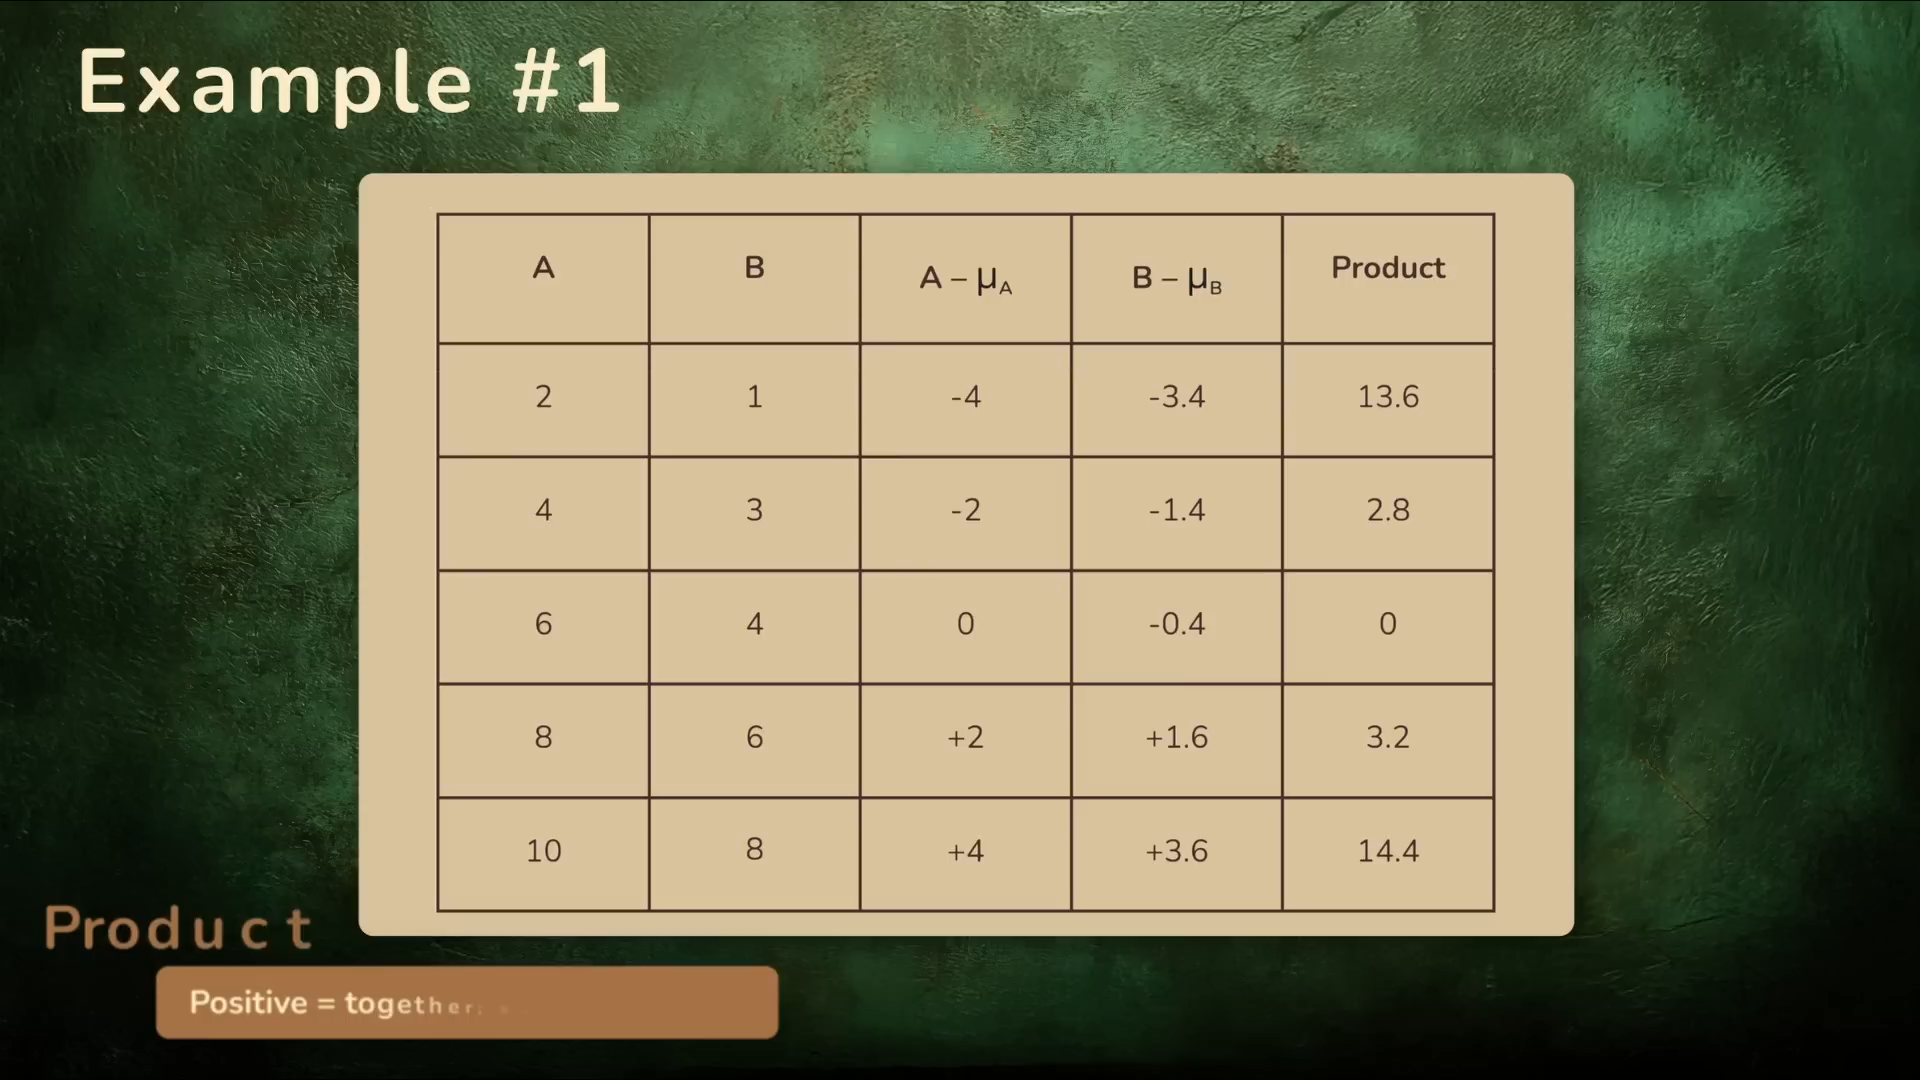 Example #1
A B A – μA B – μB Product
2 1 -4 -3.4 13.6
4 3 -2 -1.4 2.8
6 4 0 -0.4 0
8 6 +2 +1.6 3.2
10 8 +4 +3.6 14.4
Product
Positive = together;